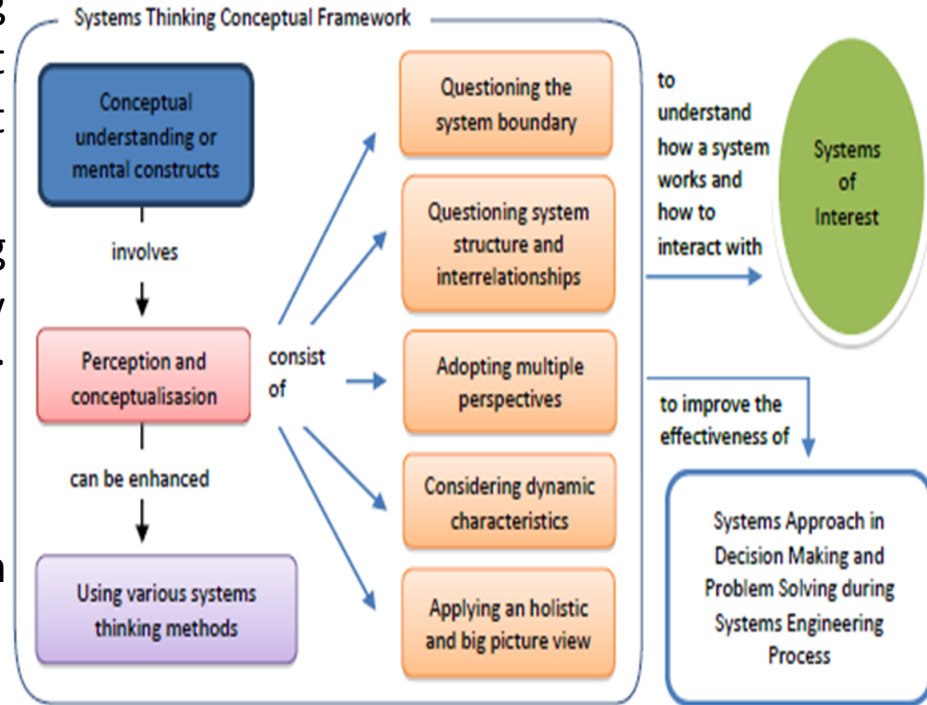 Systems Thinking Conceptual Framework
Conceptual
understanding or
mental constructs
involves
Perception and
conceptualisasion
can be enhanced
Using various systems
thinking methods
consist
of
Questioning the
system boundary
Questioning system
structure and
interrelationships
Adopting multiple
perspectives
Considering dynamic
characteristics
Applying an holistic
and big picture view
to
understand
how a system
works and
how to
interact with
Systems
of
Interest
to improve the
effectiveness of
Systems Approach in
Decision Making and
Problem Solving during
Systems Engineering
Process